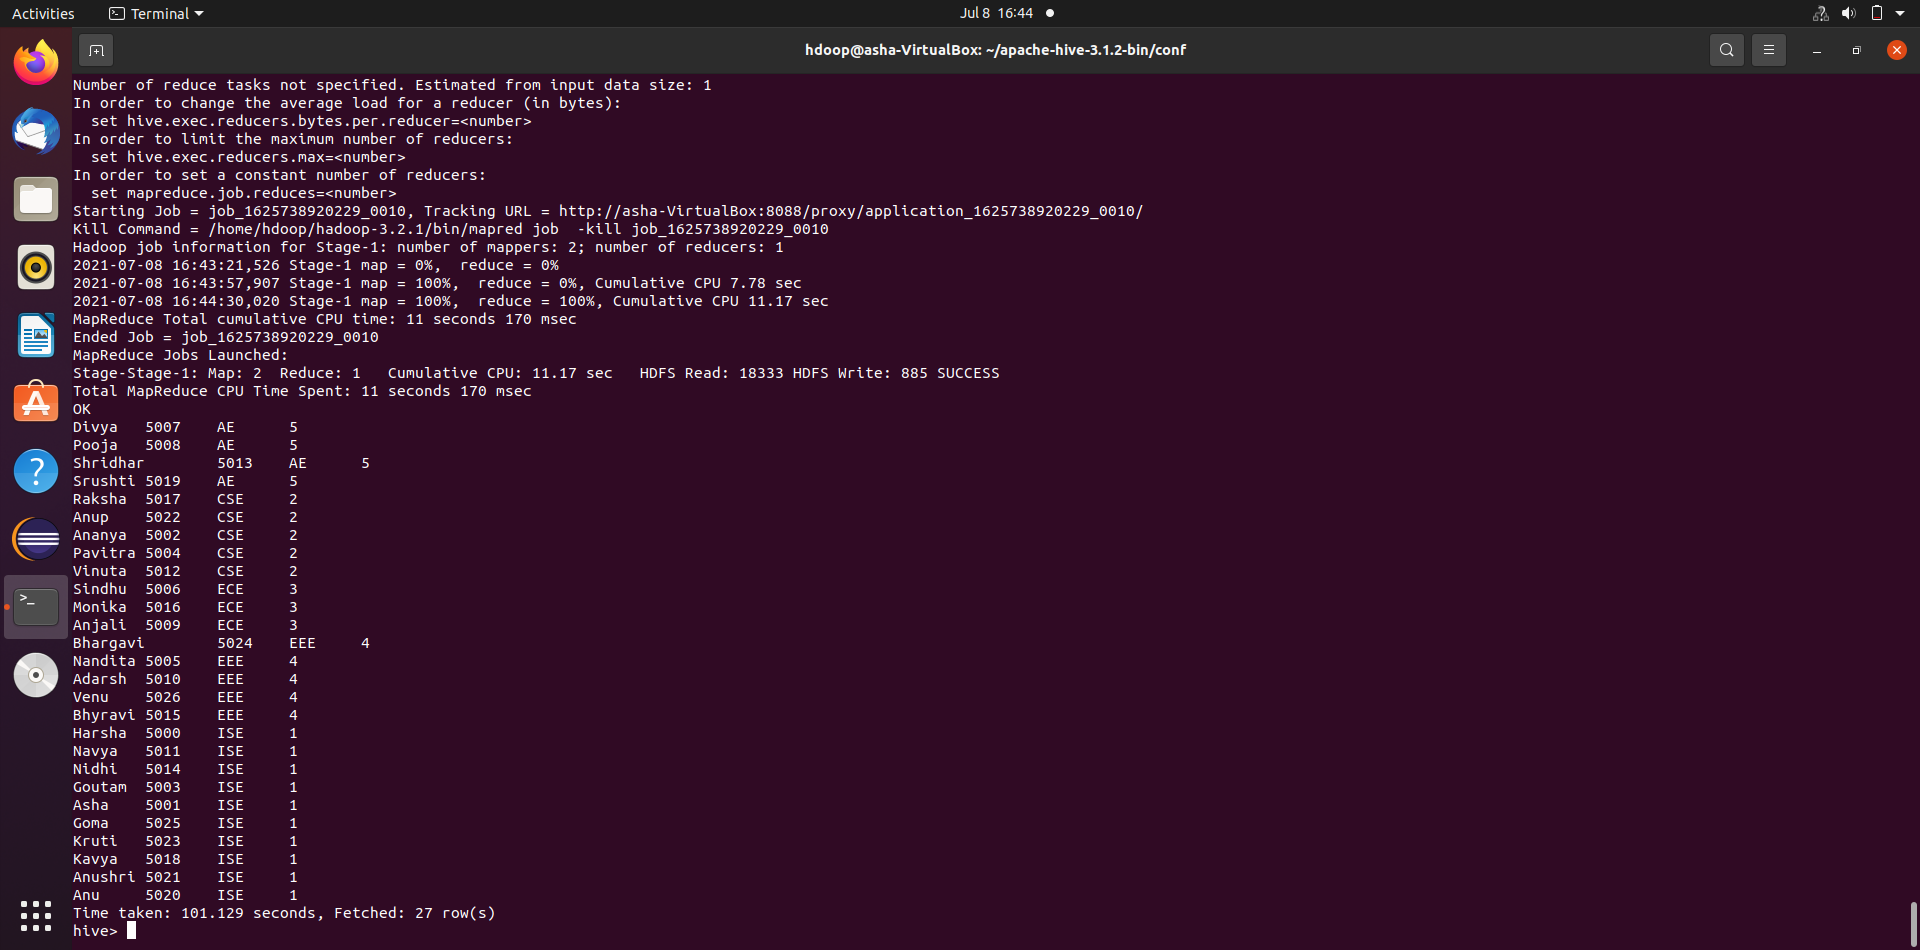 Activities Terminal Jul 8 16:44
hdoop@asha-VirtualBox: ~/apache-hive-3.1.2-bin/conf
Number of reduce tasks not specified. Estimated from input data size: 1
In order to change the average load for a reducer (in bytes):
  set hive.exec.reducers.bytes.per.reducer=<number>
In order to limit the maximum number of reducers:
  set hive.exec.reducers.max=<number>
In order to set a constant number of reducers:
  set mapreduce.job.reduces=<number>
Starting Job = job_1625738920229_0010, Tracking URL = http://asha-VirtualBox:8088/proxy/application_1625738920229_0010/
Kill Command = /home/hdoop/hadoop-3.2.1/bin/mapred job  -kill job_1625738920229_0010
Hadoop job information for Stage-1: number of mappers: 2; number of reducers: 1
2021-07-08 16:43:21,526 Stage-1 map = 0%,  reduce = 0%
2021-07-08 16:43:57,907 Stage-1 map = 100%,  reduce = 0%, Cumulative CPU 7.78 sec
2021-07-08 16:44:30,020 Stage-1 map = 100%,  reduce = 100%, Cumulative CPU 11.17 sec
MapReduce Total cumulative CPU time: 11 seconds 170 msec
Ended Job = job_1625738920229_0010
MapReduce Jobs Launched:
Stage-Stage-1: Map: 2  Reduce: 1   Cumulative CPU: 11.17 sec   HDFS Read: 18333 HDFS Write: 885 SUCCESS
Total MapReduce CPU Time Spent: 11 seconds 170 msec
OK
Divya   5007    AE      5
Pooja   5008    AE      5
Shridhar        5013    AE      5
Srushti 5019    AE      5
Raksha  5017    CSE     2
Anup    5022    CSE     2
Ananya  5002    CSE     2
Pavitra 5004    CSE     2
Vinuta  5012    CSE     2
Sindhu  5006    ECE     3
Monika  5016    ECE     3
Anjali  5009    ECE     3
Bhargavi        5024    EEE     4
Nandita 5005    EEE     4
Adarsh  5010    EEE     4
Venu    5026    EEE     4
Bhyravi 5015    EEE     4
Harsha  5000    ISE     1
Navya   5011    ISE     1
Nidhi   5014    ISE     1
Goutam  5003    ISE     1
Asha    5001    ISE     1
Goma    5025    ISE     1
Kruti   5023    ISE     1
Kavya   5018    ISE     1
Anushri 5021    ISE     1
Anu     5020    ISE     1
Time taken: 101.129 seconds, Fetched: 27 row(s)
hive>